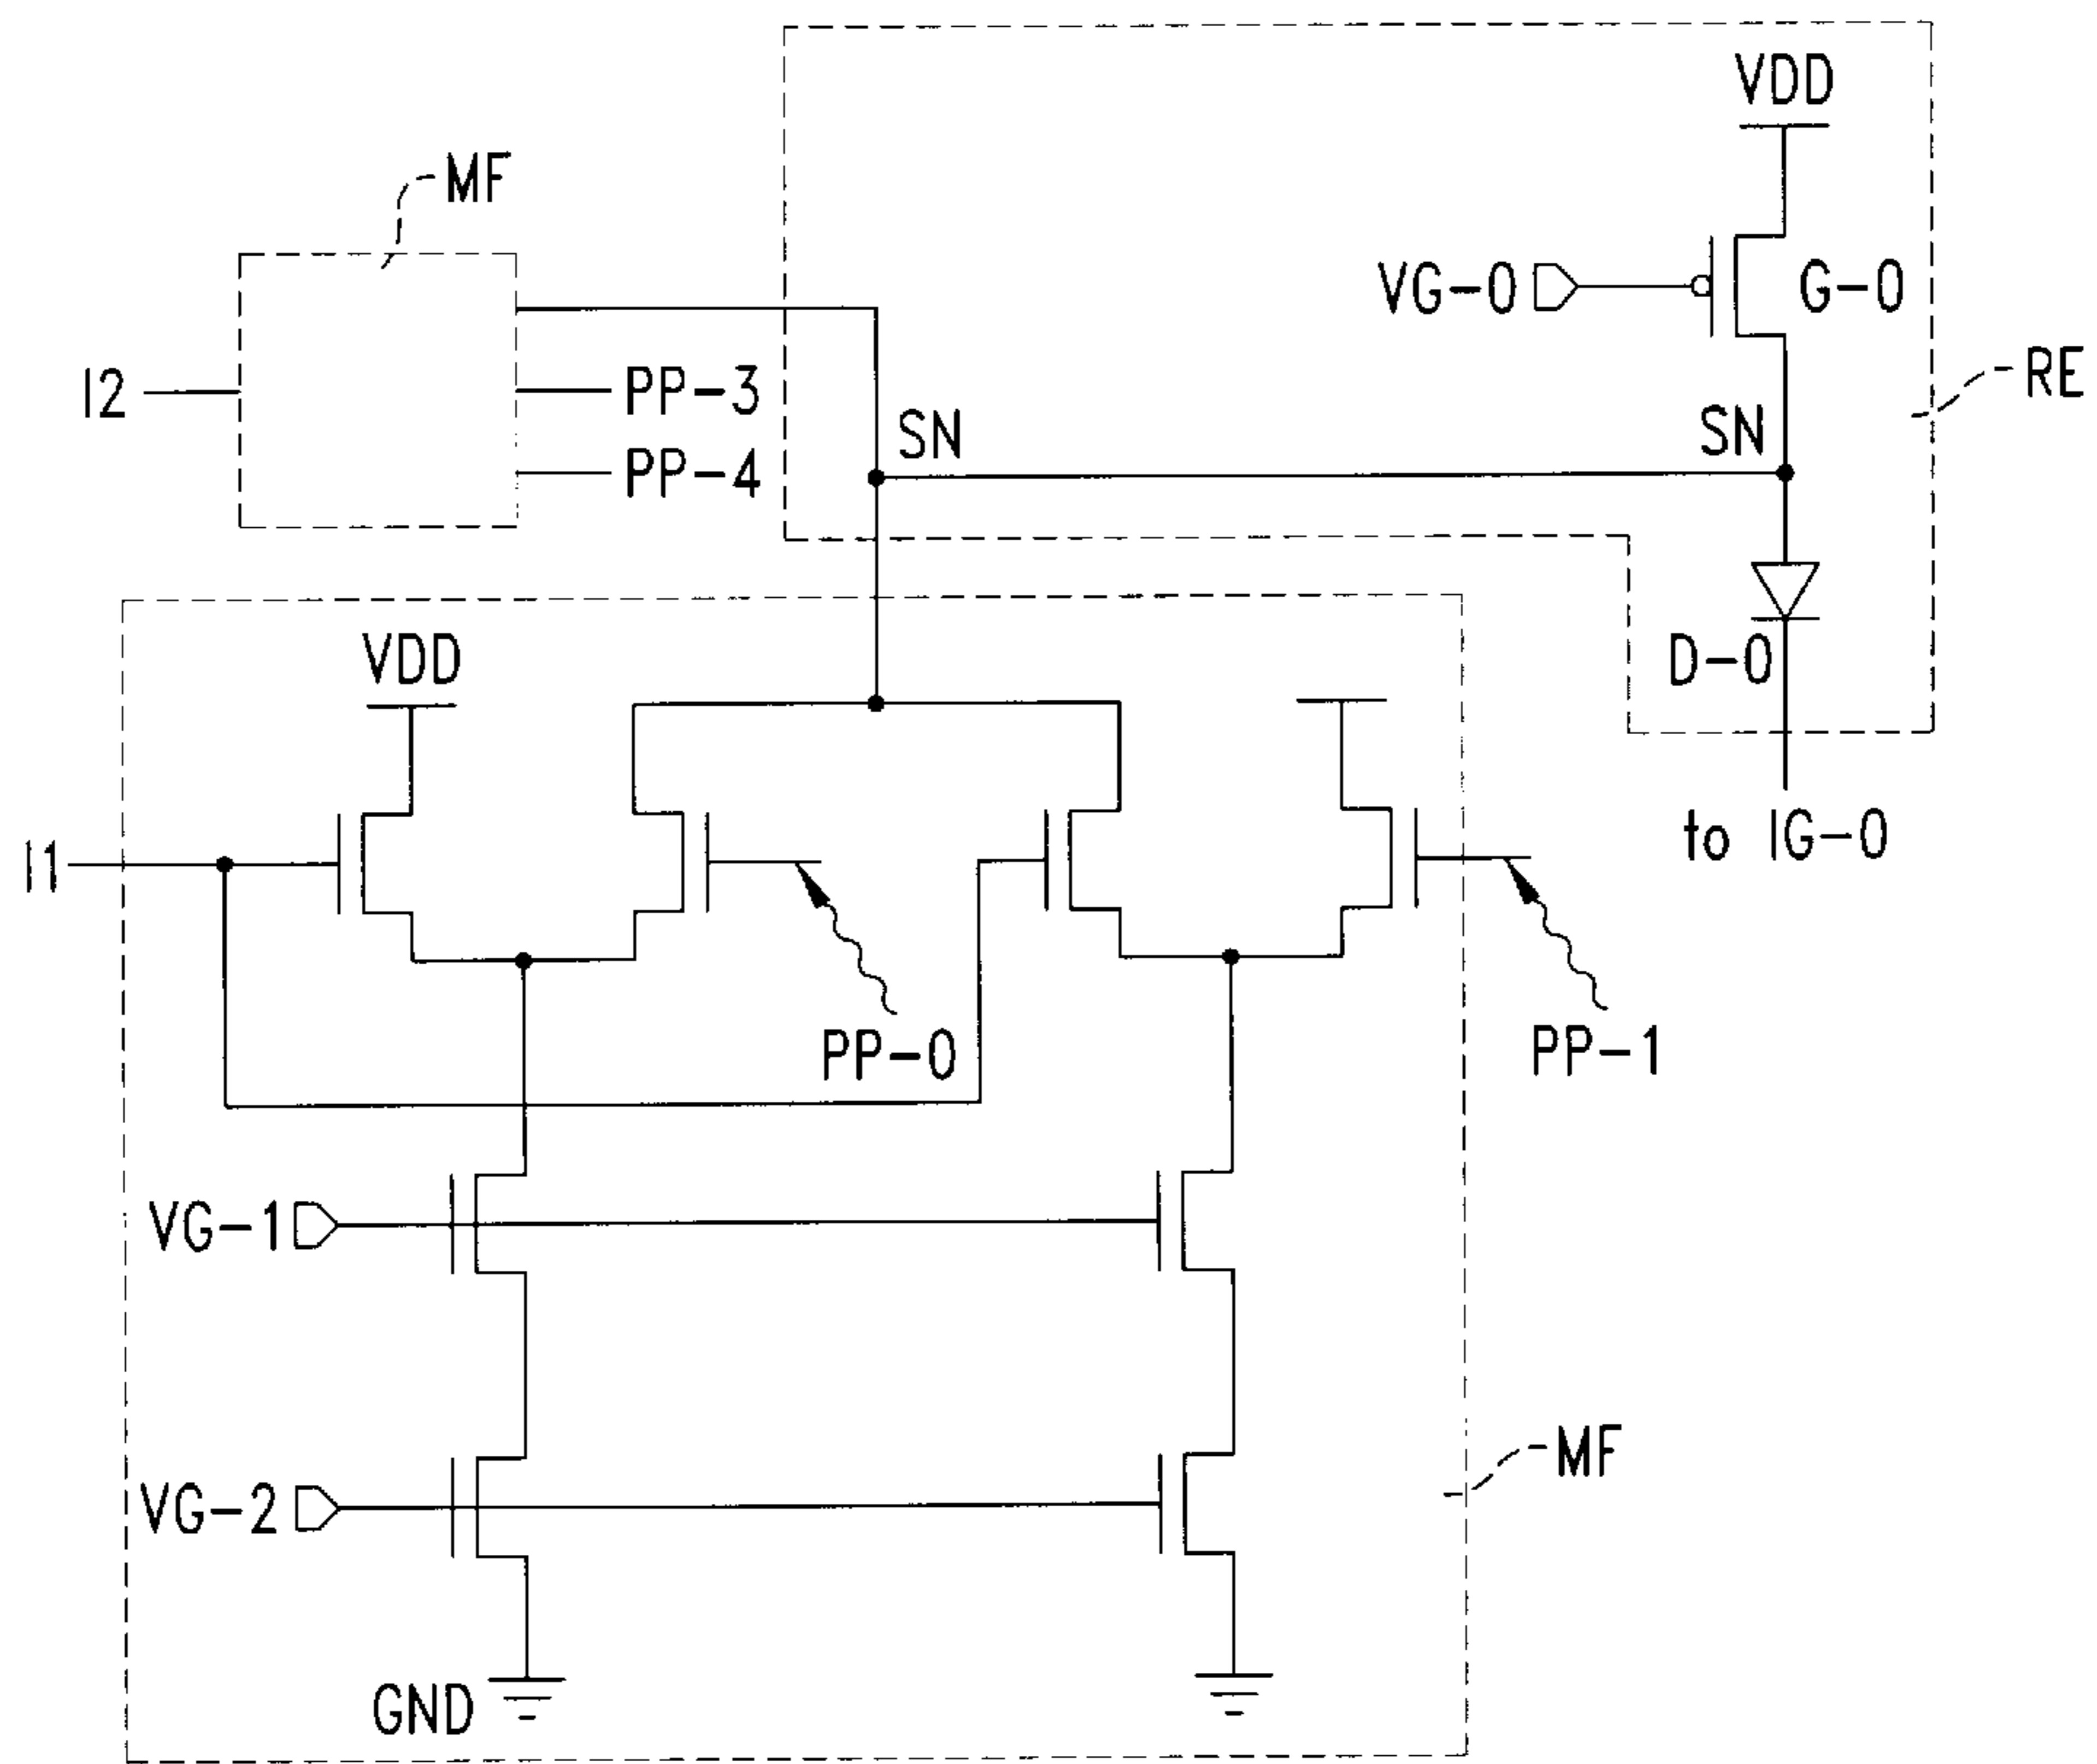 VDD
MF
VG-0
G-0
RE
I2
PP-3
SN
SN
PP-4
VDD
D-0
I1
to IG-0
PP-0
PP-1
VG-1
MF
VG-2
GND